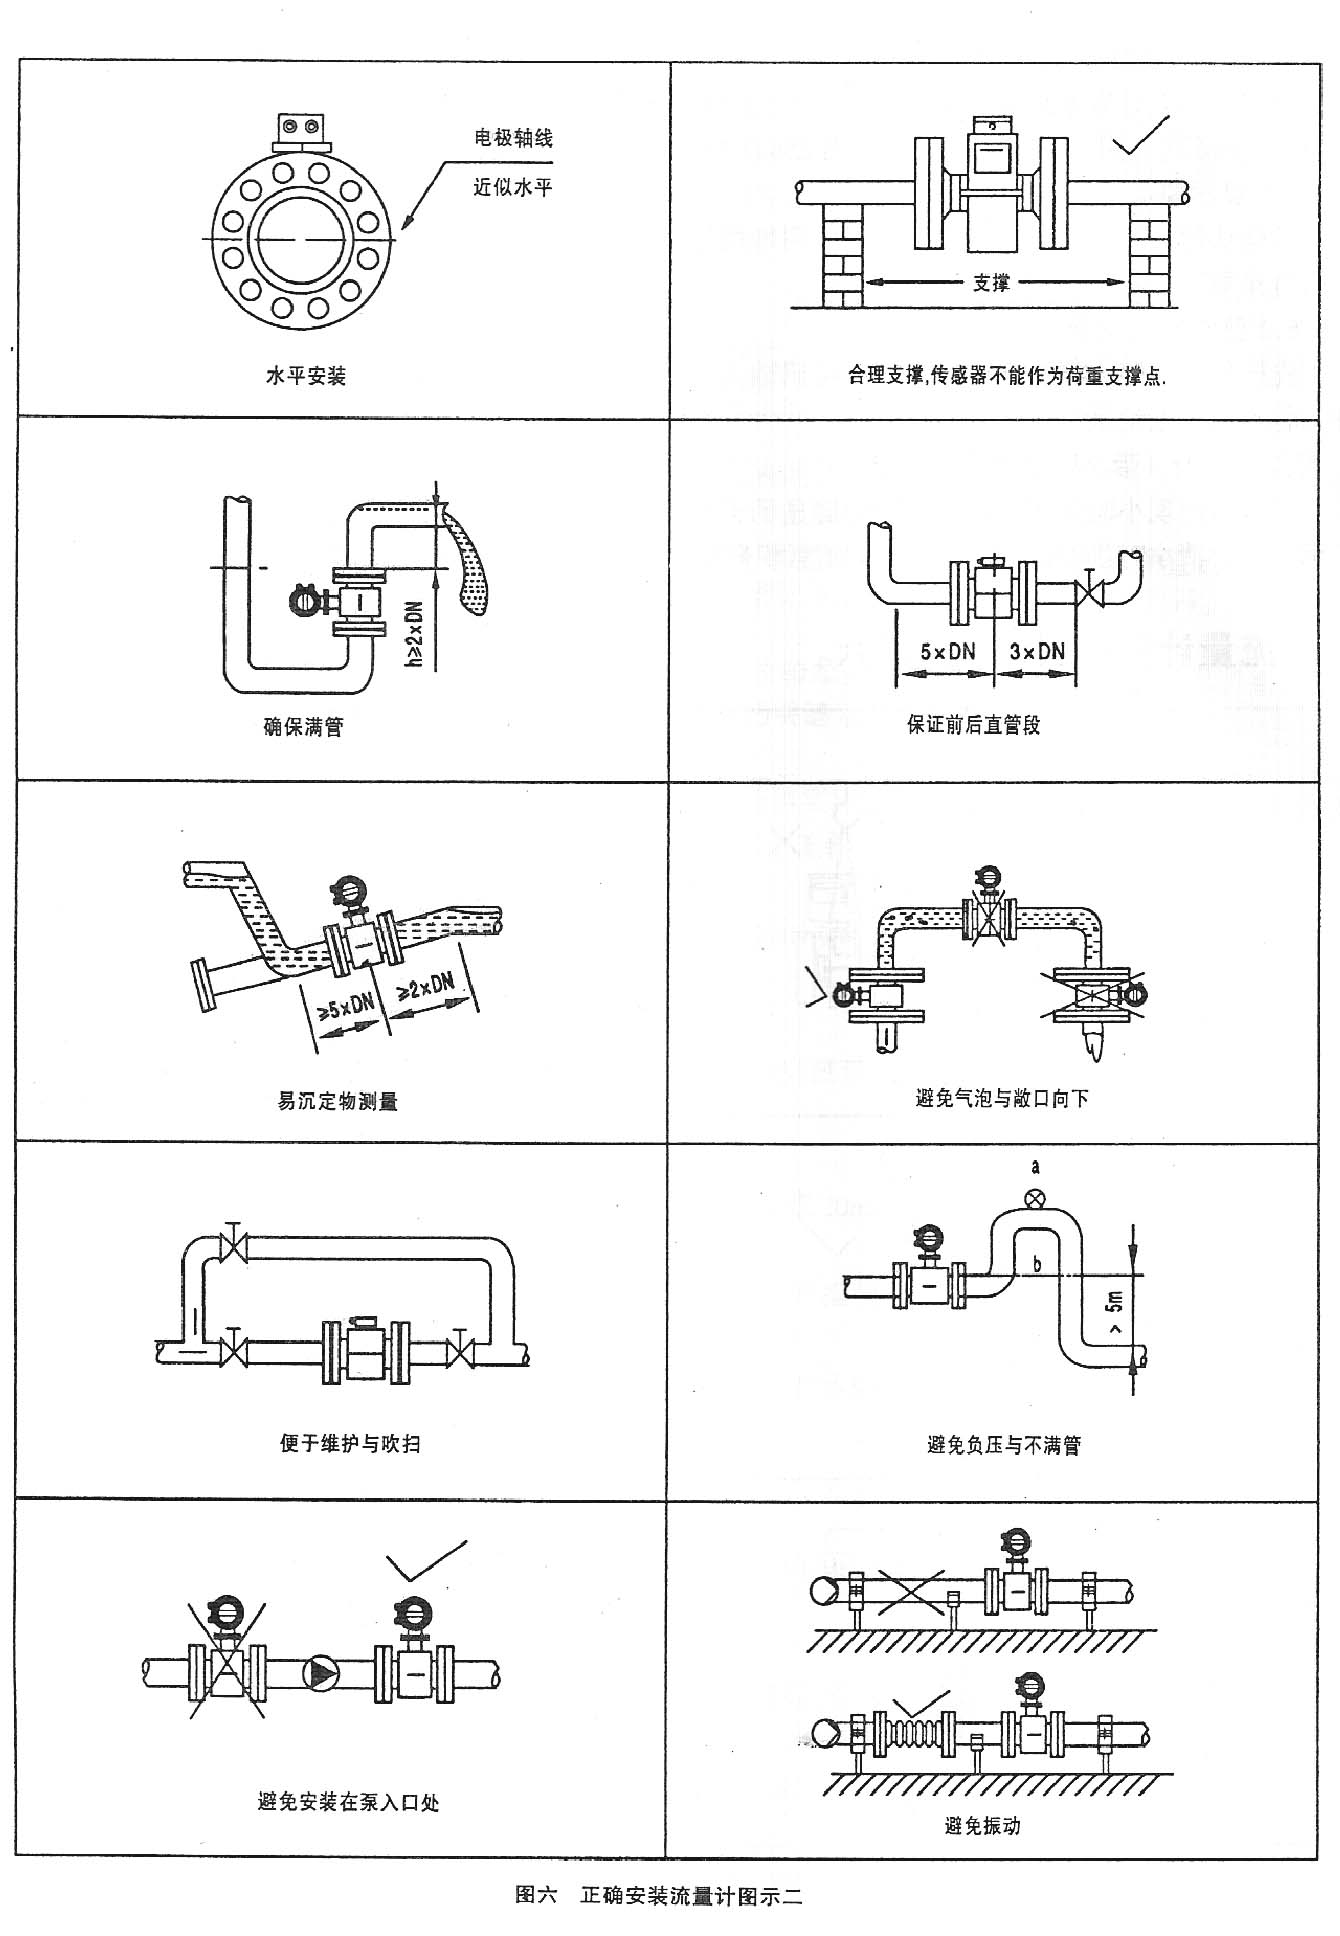 电极轴线
近似水平
水平安装
支撑
合理支撑,传感器不能作为荷重支撑点.
h≥2×DN
确保满管
5×DN
3×DN
保证前后直管段
≥5×DN
≥2×DN
易沉定物测量
避免气泡与敞口向下
便于维护与吹扫
a
b
> 5m
避免负压与不满管
避免安装在泵入口处
避免振动
图六 正确安装流量计图示二